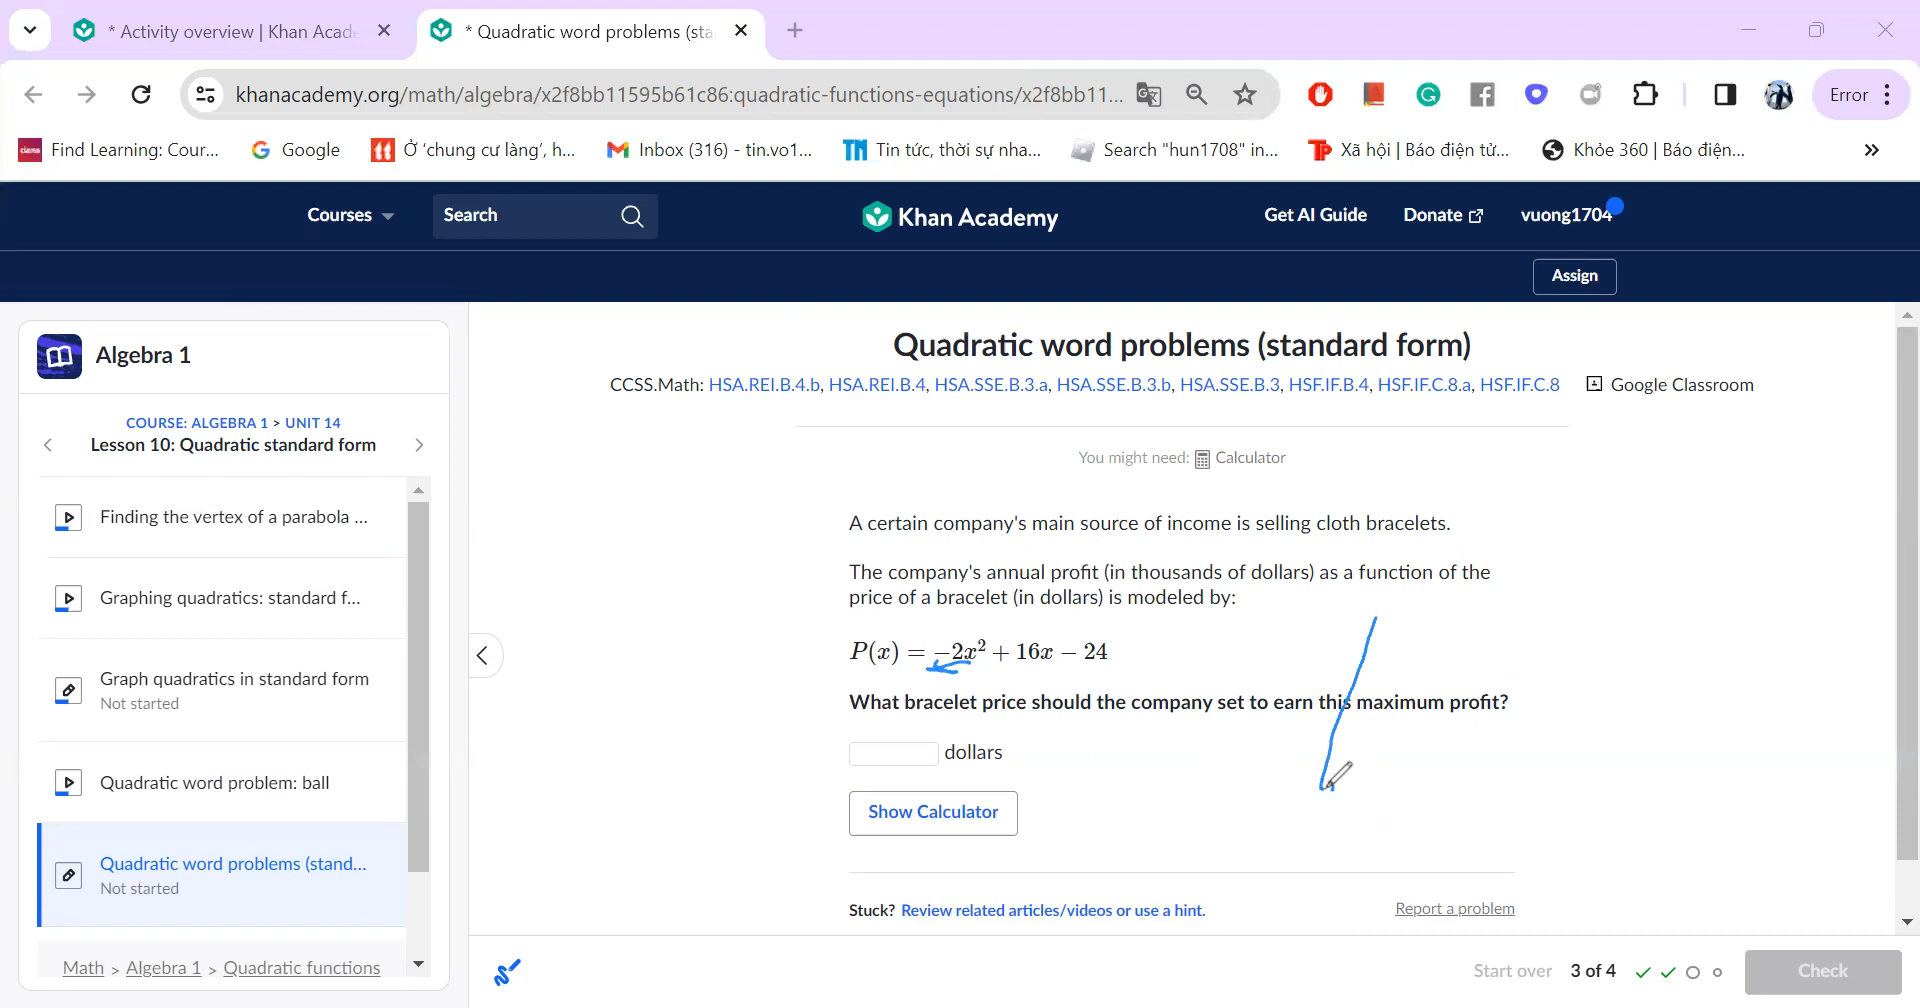 * Activity overview | Khan Acade
* Quadratic word problems (sta
khanacademy.org/math/algebra/x2f8bb11595b61c86:quadratic-functions-equations/x2f8bb11...
Error
Find Learning: Cour...
Google
Ở 'chung cư làng', h...
Inbox (316) - tin.vo1...
TN Tin tức, thời sự nha...
Search "hun1708" in...
Xã hội | Báo điện tử...
Khỏe 360 | Báo điện...
Courses
Search
Khan Academy
Get AI Guide
Donate
vuong1704
Assign
Algebra 1
COURSE: ALGEBRA 1 > UNIT 14
Lesson 10: Quadratic standard form
Finding the vertex of a parabola ...
Graphing quadratics: standard f...
Graph quadratics in standard form
Not started
Quadratic word problem: ball
Quadratic word problems (stand...
Not started
Math > Algebra 1 > Quadratic functions
Quadratic word problems (standard form)
CCSS.Math: HSA.REI.B.4.b, HSA.REI.B.4, HSA.SSE.B.3.a, HSA.SSE.B.3.b, HSA.SSE.B.3, HSF.IF.B.4, HSF.IF.C.8.a, HSF.IF.C.8
Google Classroom
You might need: Calculator
A certain company's main source of income is selling cloth bracelets.
The company's annual profit (in thousands of dollars) as a function of the
price of a bracelet (in dollars) is modeled by:
P(x) = −2x² + 16x − 24
What bracelet price should the company set to earn this maximum profit?
dollars
Show Calculator
Stuck? Review related articles/videos or use a hint.
Report a problem
Start over
3 of 4
Check